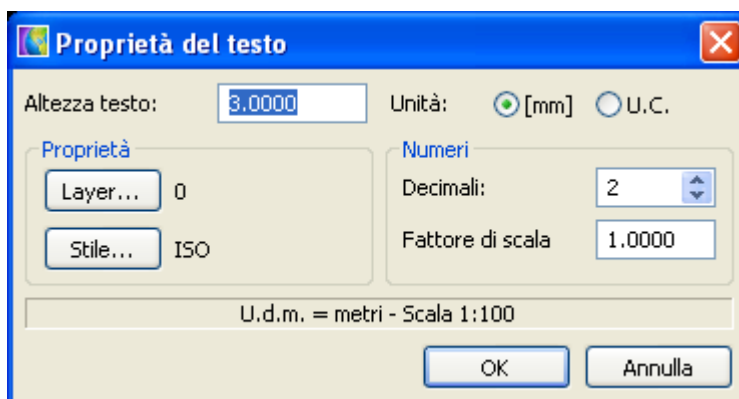 Proprietà del testo
Altezza testo: 3.0000 Unità: [mm] U.C.
Proprietà
Layer... 0
Stile... ISO
Numeri
Decimali: 2
Fattore di scala 1.0000
U.d.m. = metri - Scala 1:100
OK Annulla